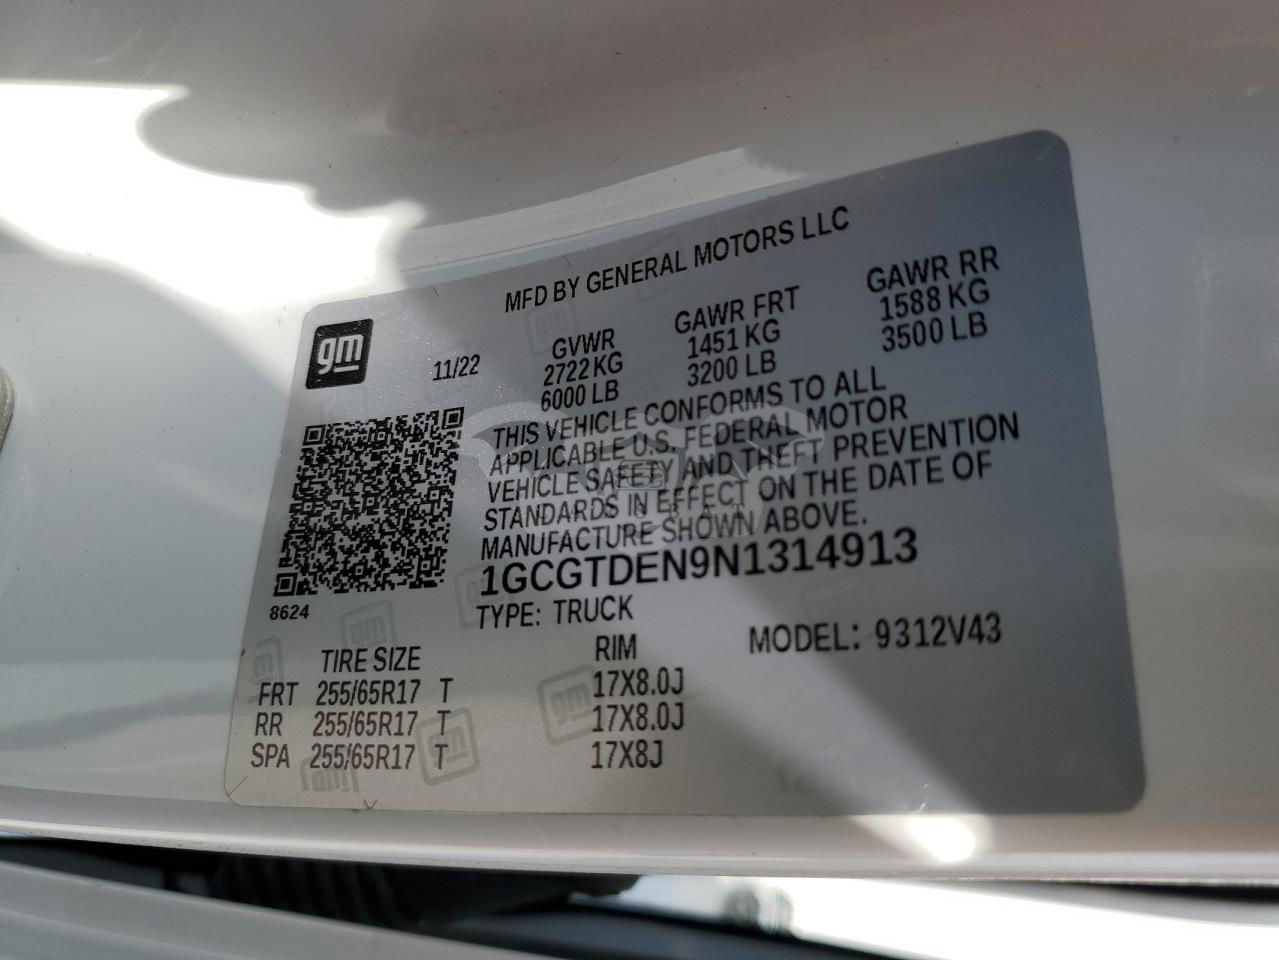 MFD BY GENERAL MOTORS LLC
gm
11/22
GVWR
2722 KG
6000 LB
GAWR FRT
1451 KG
3200 LB
GAWR RR
1588 KG
3500 LB
THIS VEHICLE CONFORMS TO ALL
APPLICABLE U.S. FEDERAL MOTOR
VEHICLE SAFETY AND THEFT PREVENTION
STANDARDS IN EFFECT ON THE DATE OF
MANUFACTURE SHOWN ABOVE.
1GCGTDEN9N1314913
8624
TYPE: TRUCK
MODEL: 9312V43
TIRE SIZE RIM
FRT 255/65R17 T 17X8.0J
RR 255/65R17 T 17X8.0J
SPA 255/65R17 T 17X8J